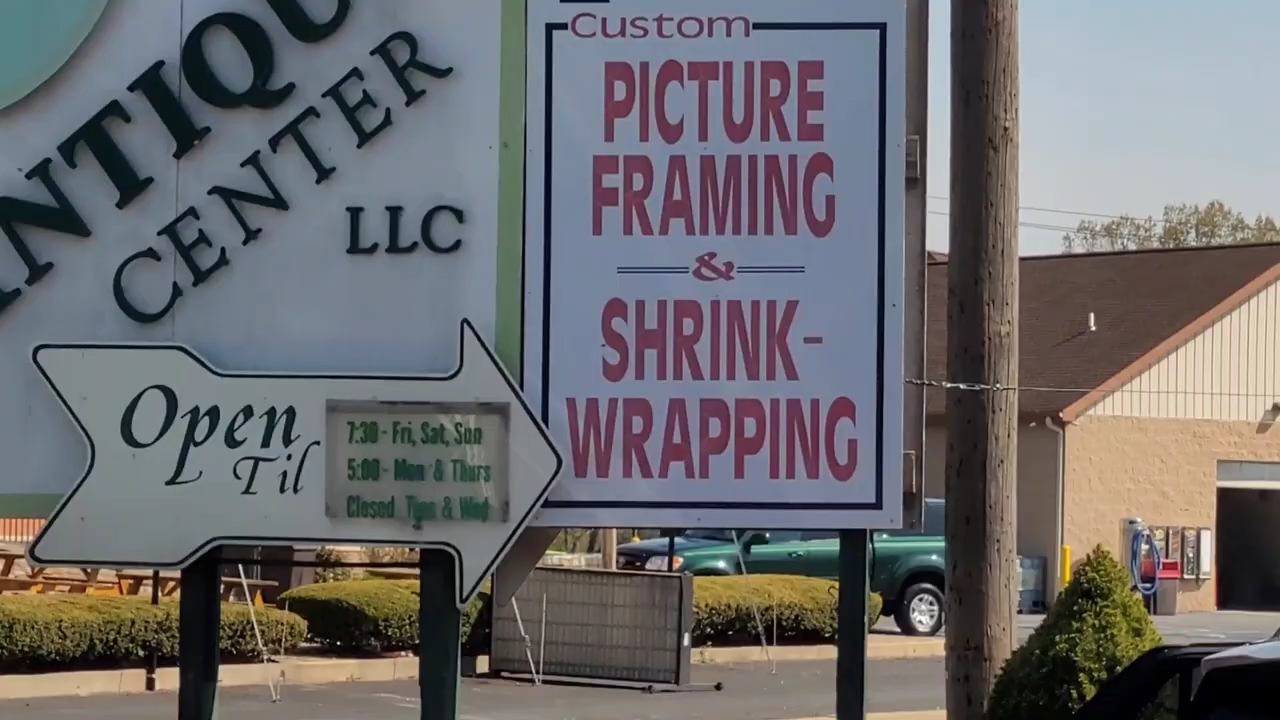 NTIQU
CENTER
LLC
Open
Til
7:30 - Fri, Sat, Sun
5:00 - Mon & Thurs
Closed Tues & Wed
Custom
PICTURE
FRAMING
&
SHRINK-
WRAPPING